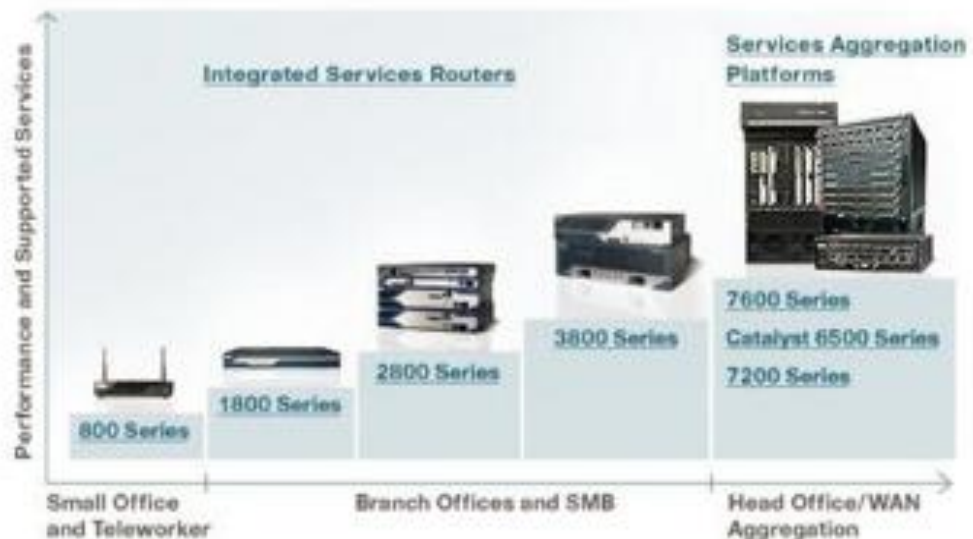 Performance and Supported Services
Integrated Services Routers
Services Aggregation
Platforms
800 Series
1800 Series
2800 Series
3800 Series
7600 Series
Catalyst 6500 Series
7200 Series
Small Office
and Teleworker
Branch Offices and SMB
Head Office/WAN
Aggregation